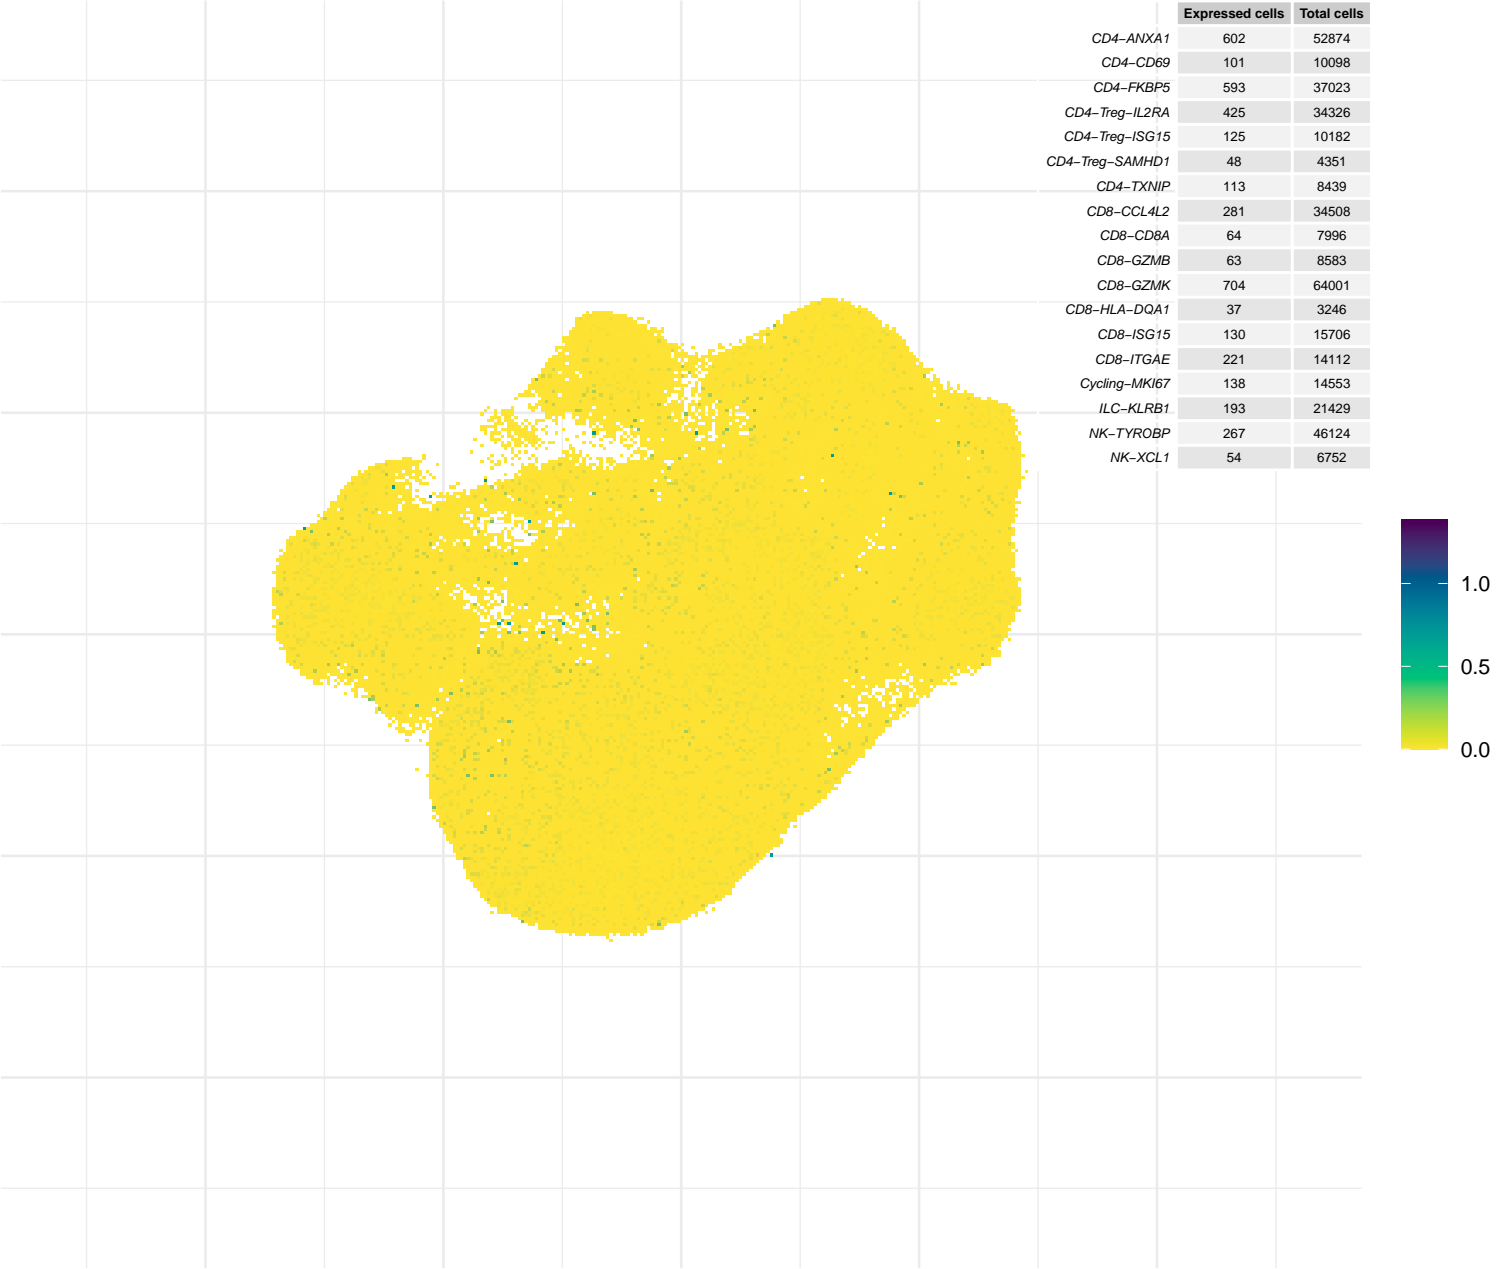 Expressed cells Total cells
CD4−ANXA1 602 52874
CD4−CD69 101 10098
CD4−FKBP5 593 37023
CD4−Treg−IL2RA 425 34326
CD4−Treg−ISG15 125 10182
CD4−Treg−SAMHD1 48 4351
CD4−TXNIP 113 8439
CD8−CCL4L2 281 34508
CD8−CD8A 64 7996
CD8−GZMB 63 8583
CD8−GZMK 704 64001
CD8−HLA−DQA1 37 3246
CD8−ISG15 130 15706
CD8−ITGAE 221 14112
Cycling−MKI67 138 14553
ILC−KLRB1 193 21429
NK−TYROBP 267 46124
NK−XCL1 54 6752
1.0
0.5
0.0